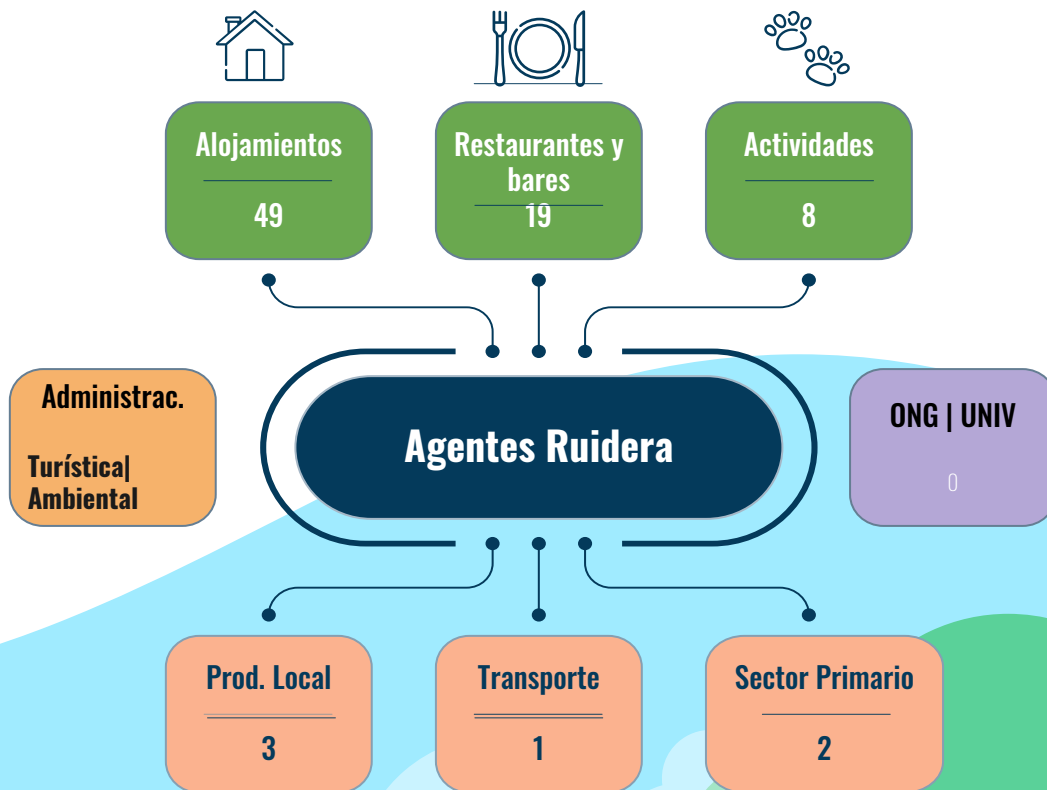 Alojamientos
49
Restaurantes y
bares
19
Actividades
8
Administrac.
Turística|
Ambiental
Agentes Ruidera
ONG | UNIV
0
Prod. Local
3
Transporte
1
Sector Primario
2